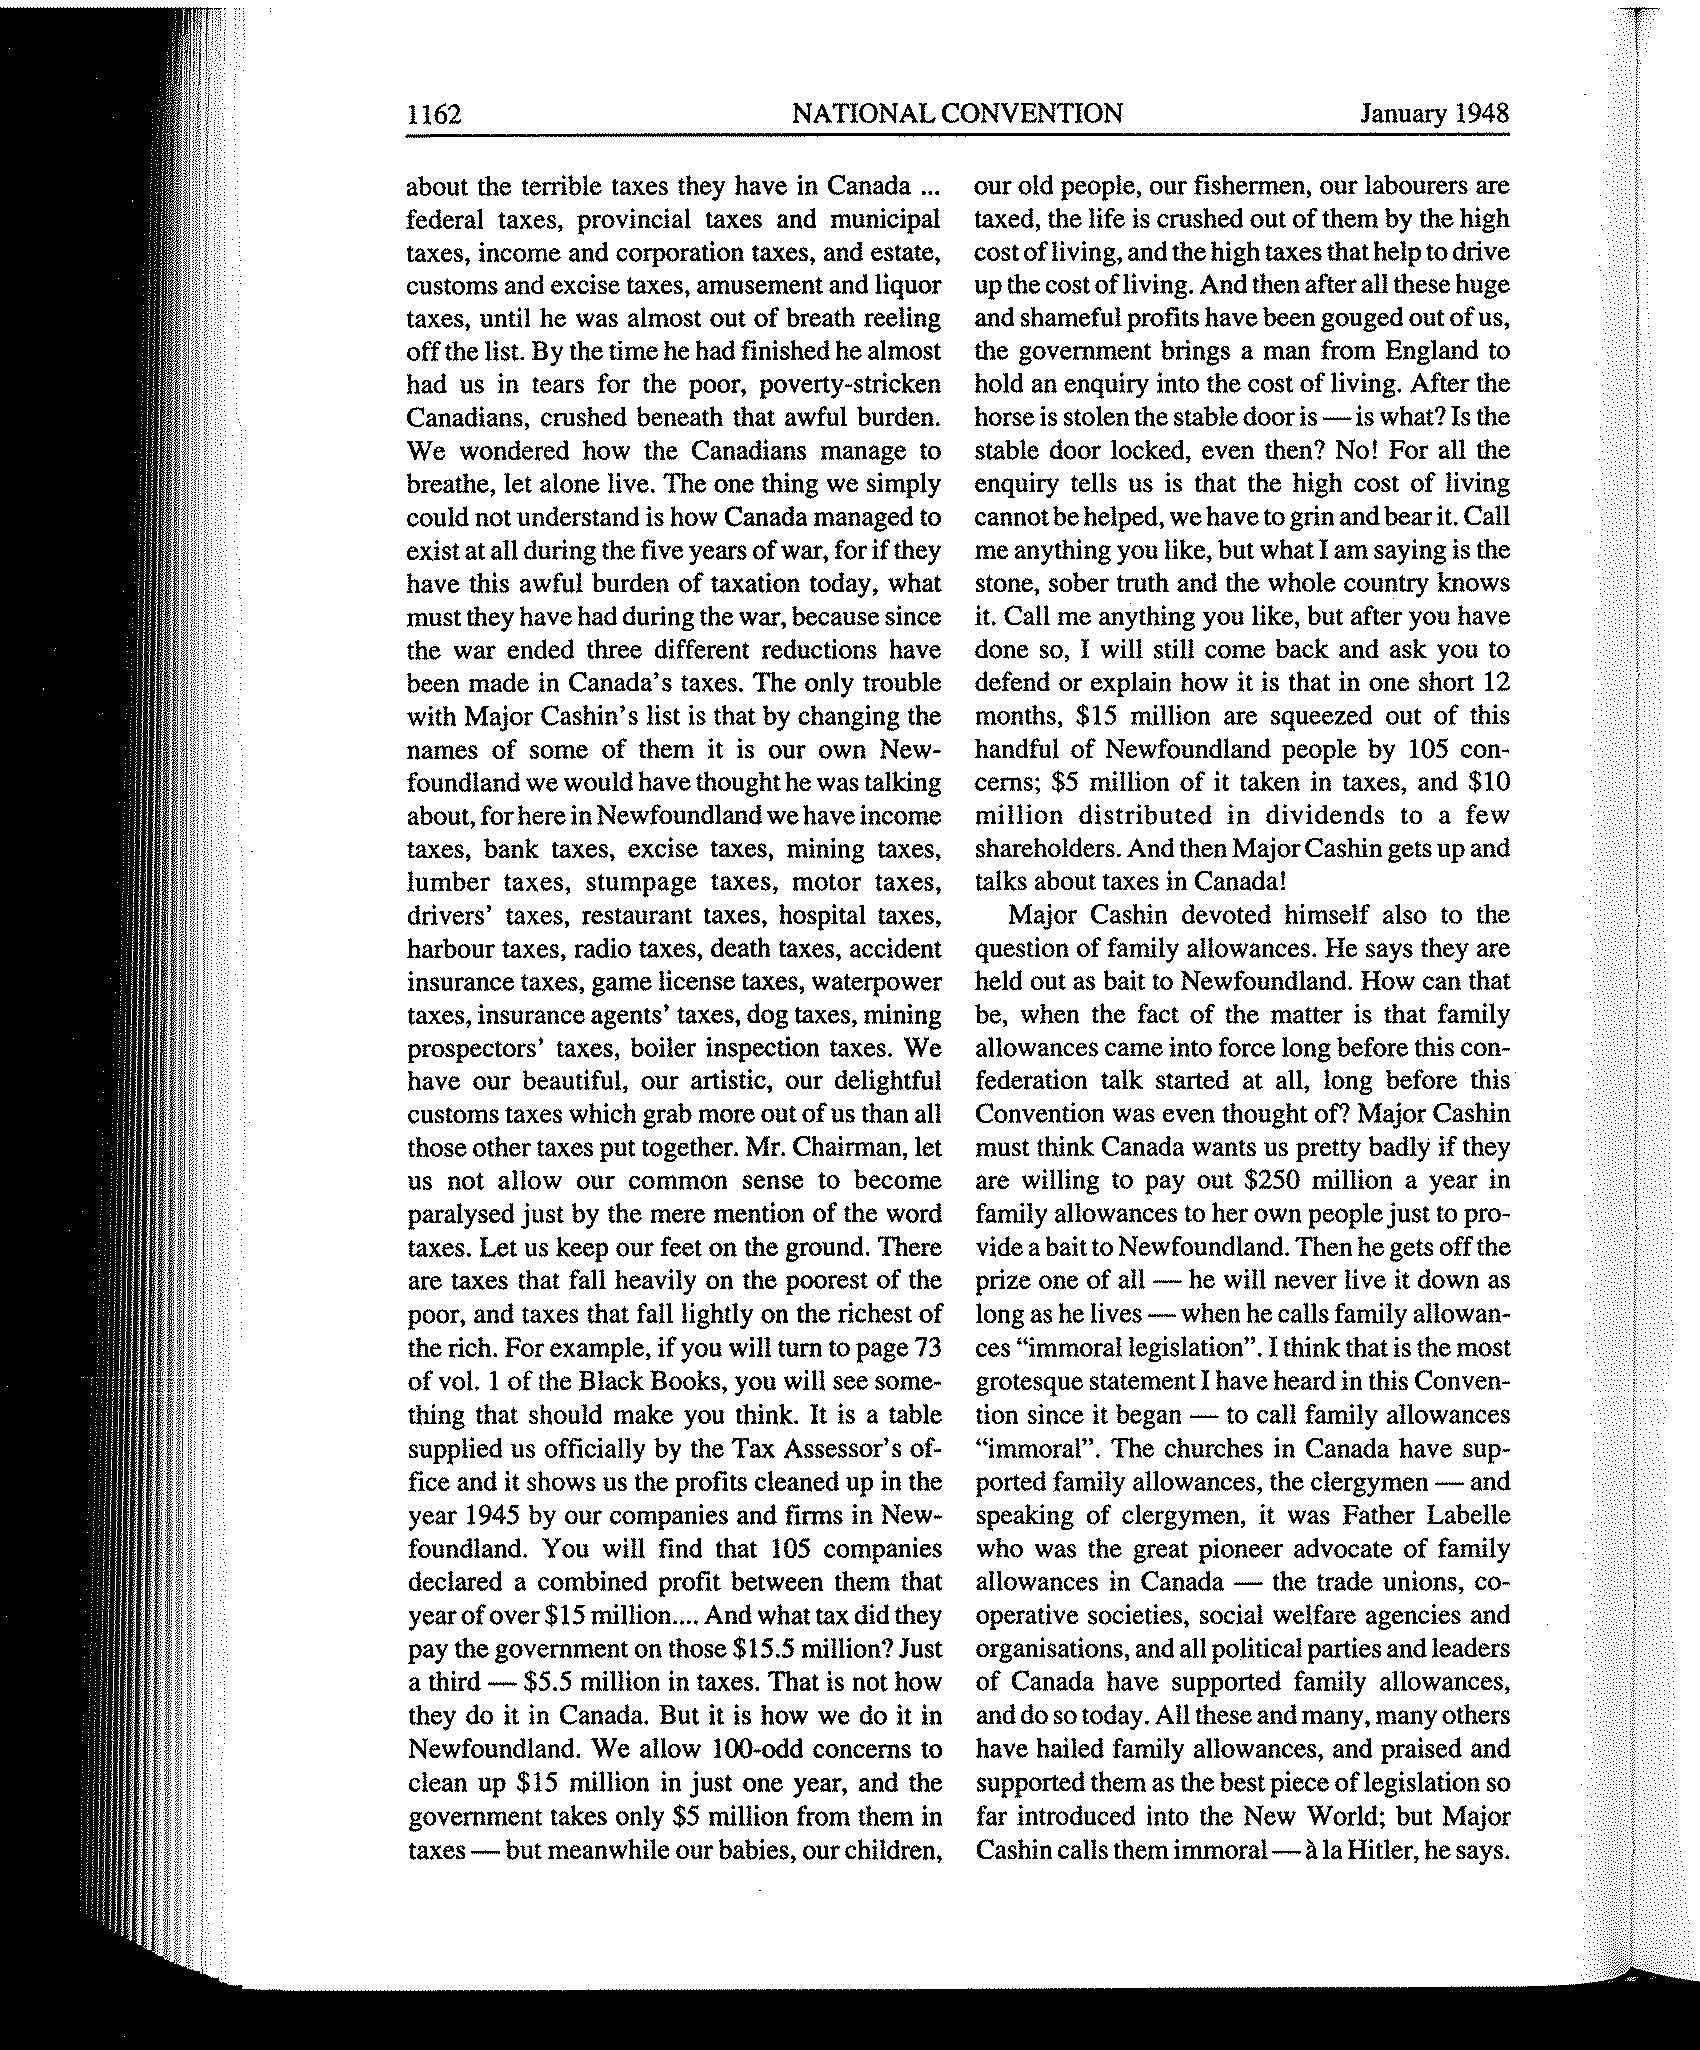 1162 NATIONAL CONVENTION January 1948
about the terrible taxes they have in Canada ...
federal taxes, provincial taxes and municipal
taxes, income and corporation taxes, and estate,
customs and excise taxes, amusement and liquor
taxes, until he was almost out of breath reeling
off the list. By the time he had finished he almost
had us in tears for the poor, poverty-stricken
Canadians, crushed beneath that awful burden.
We wondered how the Canadians manage to
breathe, let alone live. The one thing we simply
could not understand is how Canada managed to
exist at all during the five years of war, for if they
have this awful burden of taxation today, what
must they have had during the war, because since
the war ended three different reductions have
been made in Canada's taxes. The only trouble
with Major Cashin's list is that by changing the
names of some of them it is our own New-
foundland we would have thought he was talking
about, for here in Newfoundland we have income
taxes, bank taxes, excise taxes, mining taxes,
lumber taxes, stumpage taxes, motor taxes,
drivers' taxes, restaurant taxes, hospital taxes,
harbour taxes, radio taxes, death taxes, accident
insurance taxes, game license taxes, waterpower
taxes, insurance agents' taxes, dog taxes, mining
prospectors' taxes, boiler inspection taxes. We
have our beautiful, our artistic, our delightful
customs taxes which grab more out of us than all
those other taxes put together. Mr. Chairman, let
us not allow our common sense to become
paralysed just by the mere mention of the word
taxes. Let us keep our feet on the ground. There
are taxes that fall heavily on the poorest of the
poor, and taxes that fall lightly on the richest of
the rich. For example, if you will turn to page 73
of vol. 1 of the Black Books, you will see some-
thing that should make you think. It is a table
supplied us officially by the Tax Assessor's of-
fice and it shows us the profits cleaned up in the
year 1945 by our companies and firms in New-
foundland. You will find that 105 companies
declared a combined profit between them that
year of over $15 million.... And what tax did they
pay the government on those $15.5 million? Just
a third — $5.5 million in taxes. That is not how
they do it in Canada. But it is how we do it in
Newfoundland. We allow 100-odd concerns to
clean up $15 million in just one year, and the
government takes only $5 million from them in
taxes — but meanwhile our babies, our children,
our old people, our fishermen, our labourers are
taxed, the life is crushed out of them by the high
cost of living, and the high taxes that help to drive
up the cost of living. And then after all these huge
and shameful profits have been gouged out of us,
the government brings a man from England to
hold an enquiry into the cost of living. After the
horse is stolen the stable door is — is what? Is the
stable door locked, even then? No! For all the
enquiry tells us is that the high cost of living
cannot be helped, we have to grin and bear it. Call
me anything you like, but what I am saying is the
stone, sober truth and the whole country knows
it. Call me anything you like, but after you have
done so, I will still come back and ask you to
defend or explain how it is that in one short 12
months, $15 million are squeezed out of this
handful of Newfoundland people by 105 con-
cerns; $5 million of it taken in taxes, and $10
million distributed in dividends to a few
shareholders. And then Major Cashin gets up and
talks about taxes in Canada!
Major Cashin devoted himself also to the
question of family allowances. He says they are
held out as bait to Newfoundland. How can that
be, when the fact of the matter is that family
allowances came into force long before this con-
federation talk started at all, long before this
Convention was even thought of? Major Cashin
must think Canada wants us pretty badly if they
are willing to pay out $250 million a year in
family allowances to her own people just to pro-
vide a bait to Newfoundland. Then he gets off the
prize one of all — he will never live it down as
long as he lives — when he calls family allowan-
ces "immoral legislation". I think that is the most
grotesque statement I have heard in this Conven-
tion since it began — to call family allowances
"immoral". The churches in Canada have sup-
ported family allowances, the clergymen — and
speaking of clergymen, it was Father Labelle
who was the great pioneer advocate of family
allowances in Canada — the trade unions, co-
operative societies, social welfare agencies and
organisations, and all political parties and leaders
of Canada have supported family allowances,
and do so today. All these and many, many others
have hailed family allowances, and praised and
supported them as the best piece of legislation so
far introduced into the New World; but Major
Cashin calls them immoral — à la Hitler, he says.